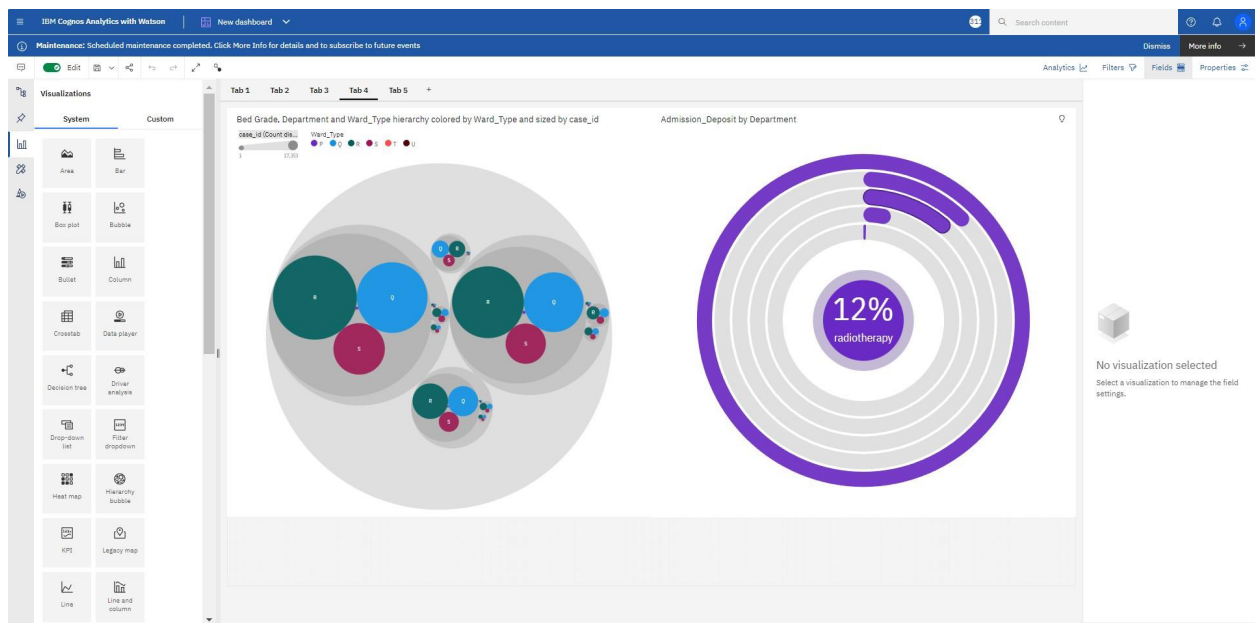 IBM Cognos Analytics with Watson
New dashboard
Search content
Maintenance: Scheduled maintenance completed. Click More Info for details and to subscribe to future events
Dismiss
More info
Edit
Analytics
Filters
Fields
Properties
Visualizations
System
Custom
Area
Bar
Box plot
Bubble
Bullet
Column
Crosstab
Data player
Decision tree
Driver
analysis
Drop-down
list
Filter
dropdown
Heat map
Hierarchy
bubble
KPI
Legacy map
Line
Line and
column
Tab 1
Tab 2
Tab 3
Tab 4
Tab 5
Bed Grade, Department and Ward_Type hierarchy colored by Ward_Type and sized by case_id
case_id (Count dis...
1
Ward_Type
P Q R S T U
Q R
S
R Q
S
R Q
S
R
R Q
S
Admission_Deposit by Department
12%
radiotherapy
No visualization selected
Select a visualization to manage the field
settings.